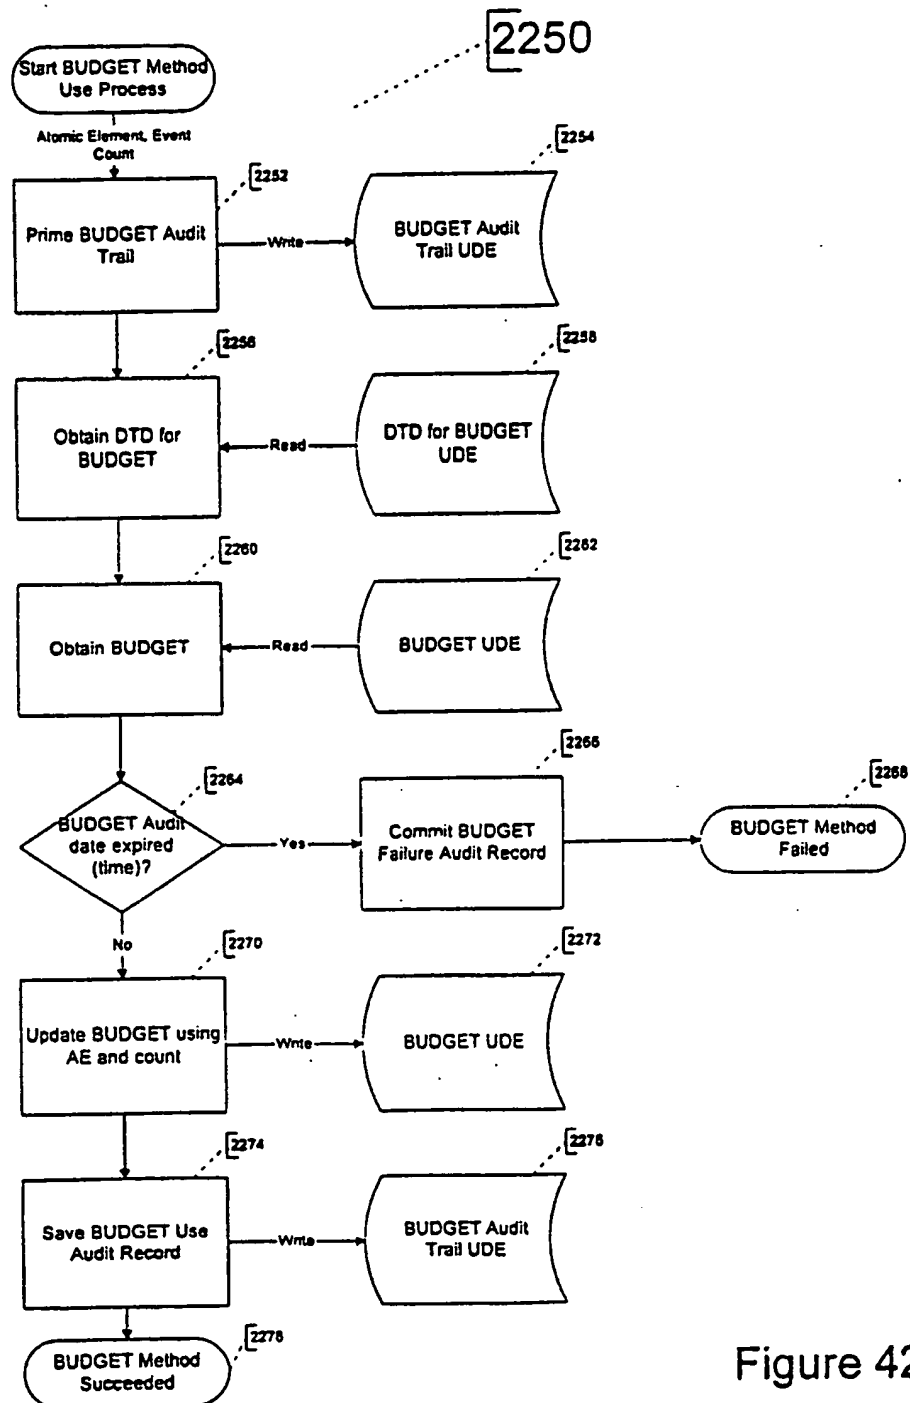 2250
Start BUDGET Method
Use Process
Atomic Element, Event
Count
2252
2254
Prime BUDGET Audit
Trail
Write
BUDGET Audit
Trail UDE
2256
2258
Obtain DTD for
BUDGET
Read
DTD for BUDGET
UDE
2260
2262
Obtain BUDGET
Read
BUDGET UDE
2264
2266
2268
BUDGET Audit
date expired
(time)?
Yes
Commit BUDGET
Failure Audit Record
BUDGET Method
Failed
No
2270
2272
Update BUDGET using
AE and count
Write
BUDGET UDE
2274
2276
Save BUDGET Use
Audit Record
Write
BUDGET Audit
Trail UDE
2278
BUDGET Method
Succeeded
Figure 42